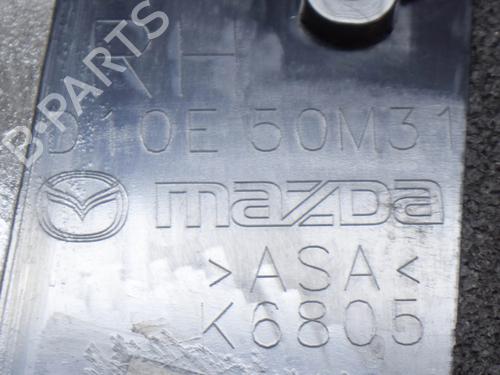 RH
D10E 50M31
mazda
>ASA<
K6805
B-PARTS